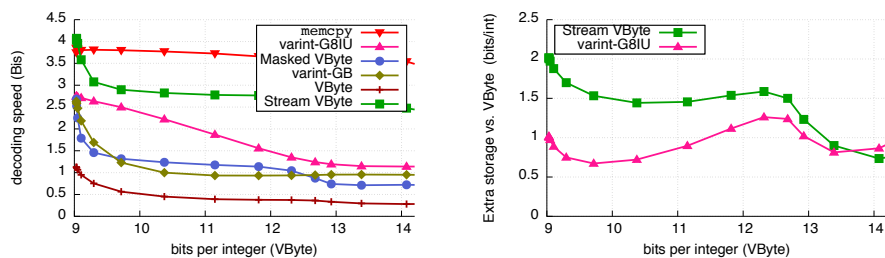 4.5
4
3.5
3
2.5
2
1.5
1
0.5
0
decoding speed (Bis)
memcpy
varint-G8IU
Masked VByte
varint-GB
VByte
Stream VByte
9 10 11 12 13 14
bits per integer (VByte)
2.5
2
1.5
1
0.5
0
Extra storage vs. VByte (bits/int)
Stream VByte
varint-G8IU
9 10 11 12 13 14
bits per integer (VByte)